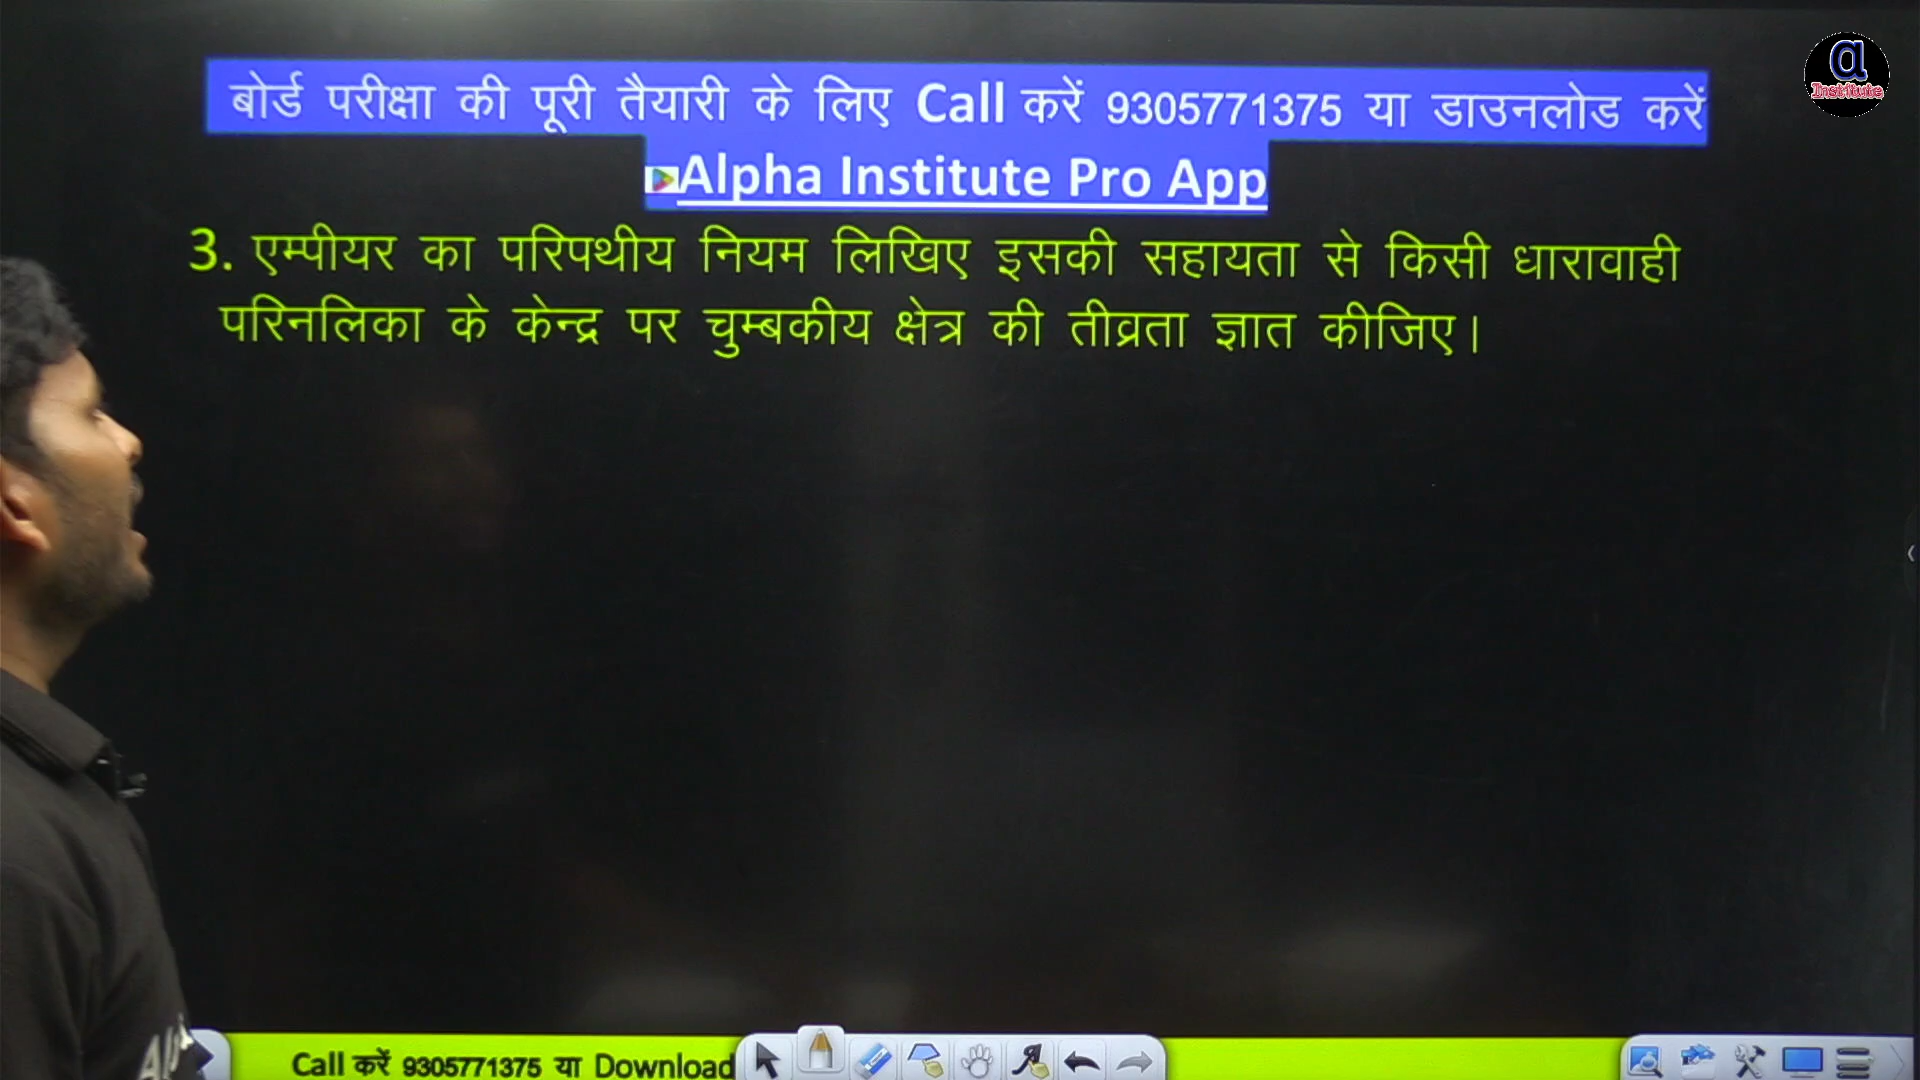 बोर्ड परीक्षा की पूरी तैयारी के लिए Call करें 9305771375 या डाउनलोड करें
Alpha Institute Pro App
3. एम्पीयर का परिपथीय नियम लिखिए इसकी सहायता से किसी धारावाही
परिनलिका के केन्द्र पर चुम्बकीय क्षेत्र की तीव्रता ज्ञात कीजिए।
a
Institute
Call करें 9305771375 या Download